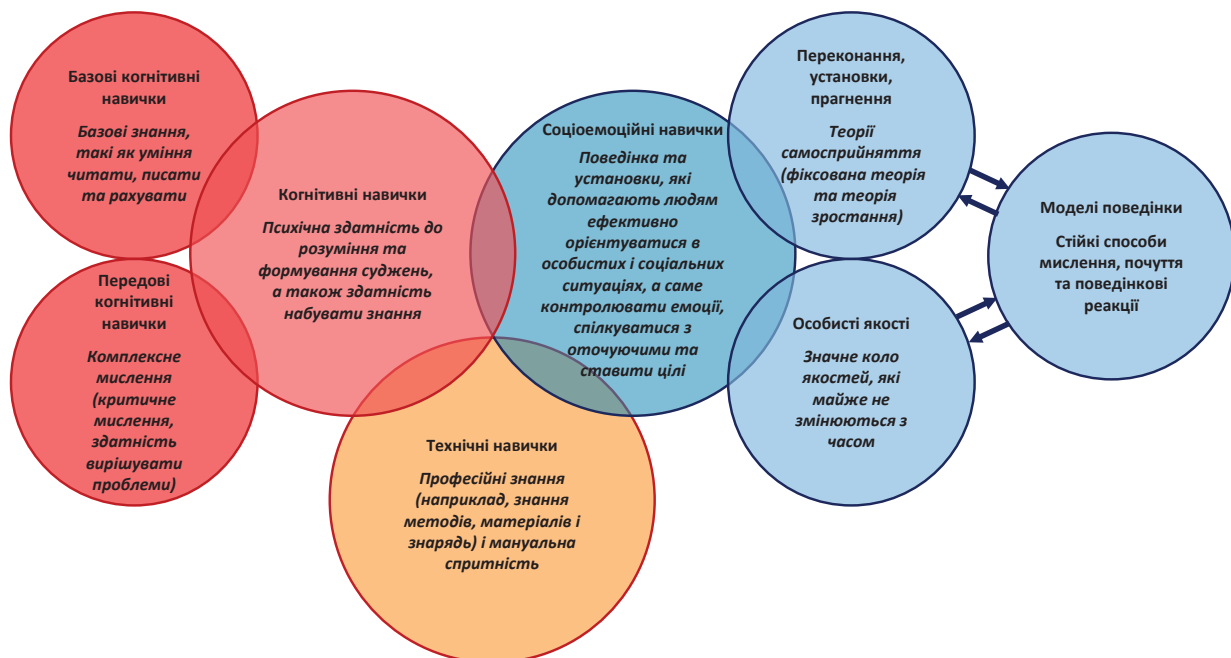 Базові когнітивні
навички
Базові знання,
такі як уміння
читати, писати
та рахувати
Передові
когнітивні
навички
Комплексне
мислення
(критичне
мислення,
здатність
вирішувати
проблеми)
Когнітивні навички
Психічна здатність до
розуміння та
формування суджень,
а також здатність
набувати знання
Соціоемоційні навички
Поведінка та
установки, які
допомагають людям
ефективно
орієнтуватися в
особистих і соціальних
ситуаціях, а саме
контролювати емоції,
спілкуватися з
оточуючими та
ставити цілі
Технічні навички
Професійні знання
(наприклад, знання
методів, матеріалів і
знарядь) і мануальна
спритність
Переконання,
установки,
прагнення
Теорії
самосприйняття
(фіксована теорія
та теорія
зростання)
Особисті якості
Значне коло
якостей, які
майже не
змінюються з
часом
Моделі поведінки
Стійкі способи
мислення, почуття
та поведінкові
реакції